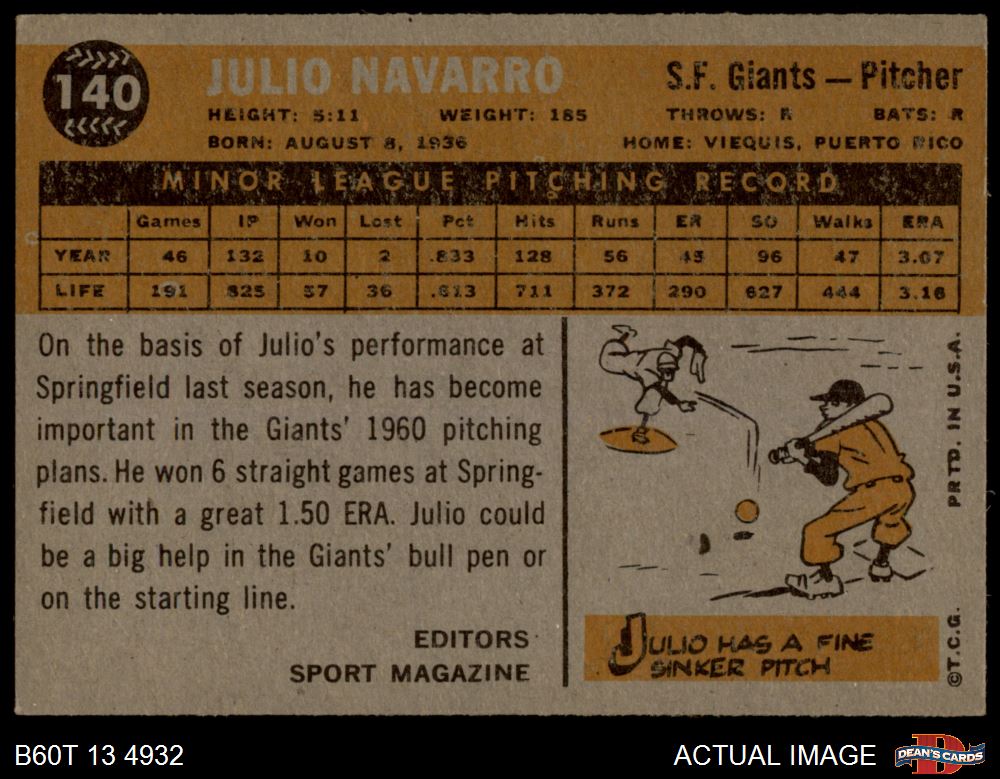 140
JULIO NAVARRO
S.F. Giants — Pitcher
HEIGHT: 5:11 WEIGHT: 185 THROWS: R BATS: R
BORN: AUGUST 8, 1936 HOME: VIEQUIS, PUERTO RICO
MINOR LEAGUE PITCHING RECORD
Games IP Won Lost Pct Hits Runs ER SO Walks ERA
YEAR 46 132 10 2 .833 128 56 45 96 47 3.07
LIFE 191 825 57 36 .613 711 372 290 627 444 3.16
On the basis of Julio's performance at
Springfield last season, he has become
important in the Giants' 1960 pitching
plans. He won 6 straight games at Spring-
field with a great 1.50 ERA. Julio could
be a big help in the Giants' bull pen or
on the starting line.
EDITORS
SPORT MAGAZINE
JULIO HAS A FINE
SINKER PITCH
PRTD. IN U.S.A.
©T.C.G.
B60T 13 4932
ACTUAL IMAGE
DEAN'S CARDS